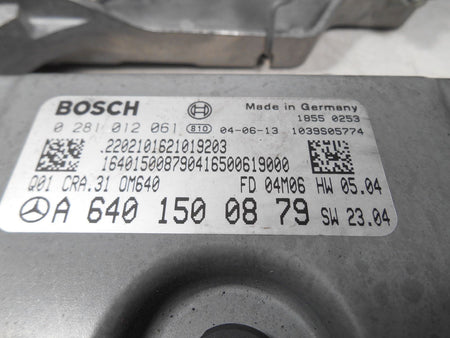 BOSCH Made in Germany
1855 0253
0 281 012 061 810 04-06-13 1039S05774
.2202101621019203
16401500879041650061900​0
Q01 CRA.31 OM640 FD 04M06 HW 05.04
A 640 150 08 79 SW 23.04